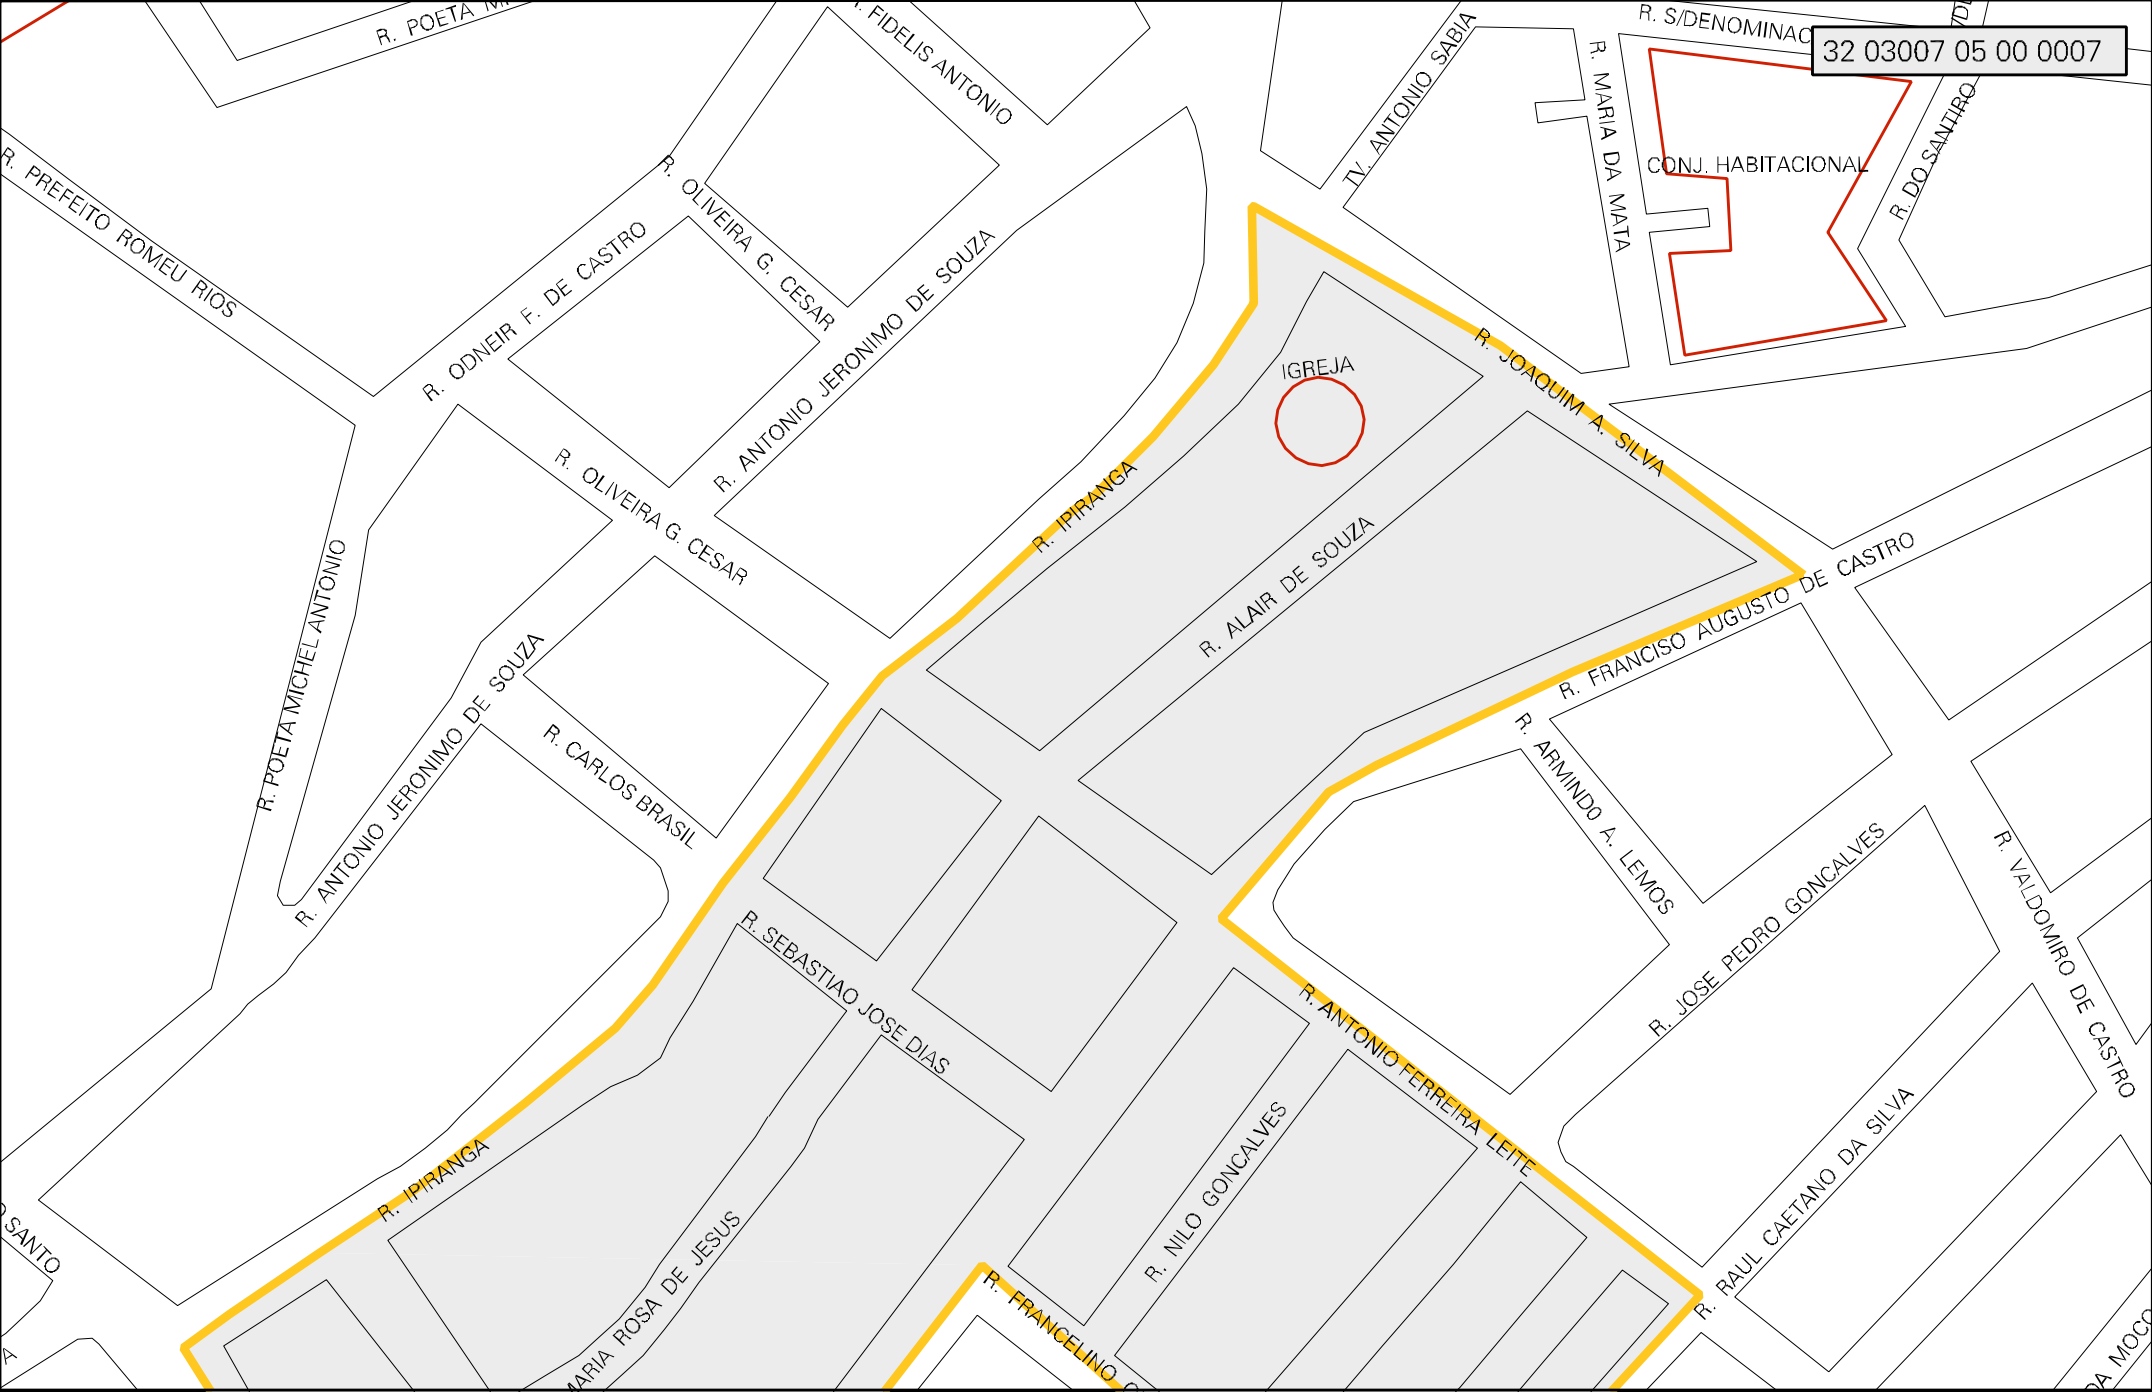 R. POETA
R. FIDELIS ANTONIO
TV. ANTONIO SABIA
R. S/DENOMINAC
32 03007 05 00 0007
R. MARIA DA MATA
CONJ. HABITACIONAL
R. DO SANTIRO
R. PREFEITO ROMEU RIOS
R. OLIVEIRA G. CESAR
R. ODNEIR F. DE CASTRO
R. ANTONIO JERONIMO DE SOUZA
R. JOAQUIM A. SILVA
IGREJA
R. OLIVEIRA G. CESAR
R. IPIRANGA
R. ALAIR DE SOUZA
R. FRANCISO AUGUSTO DE CASTRO
R. POETA MICHEL ANTONIO
R. ANTONIO JERONIMO DE SOUZA
R. CARLOS BRASIL
R. ARMIND0 A. LEMOS
R. JOSE PEDRO GONCALVES
R. VALDOMIRO DE CASTRO
R. SEBASTIAO JOSE DIAS
R. ANTONIO FERREIRA LEITE
R. IPIRANGA
R. NILO GONCALVES
R. RAUL CAETANO DA SILVA
SANTO
MARIA ROSA DE JESUS
R. FRANCELINO
DA MOCO
A